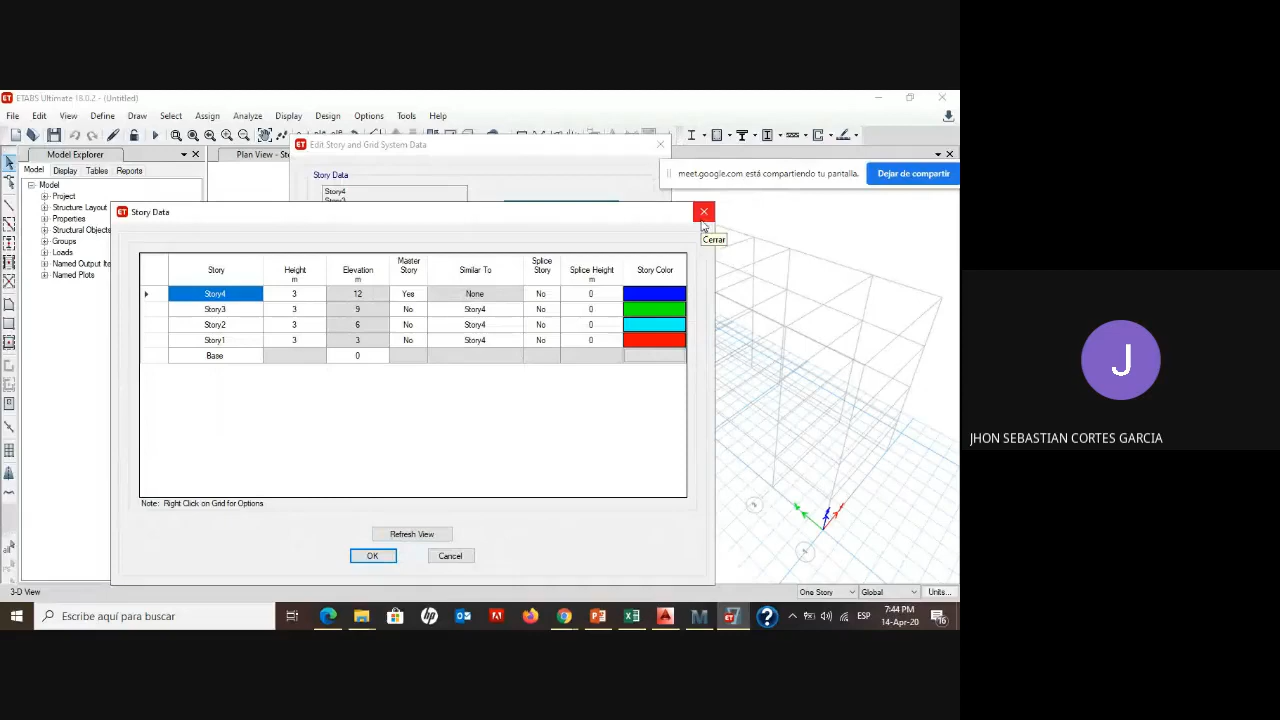 ETABS Ultimate 18.0.2 - (Untitled)
File Edit View Define Draw Select Assign Analyze Display Design Options Tools Help
Model Explorer
Plan View - Sto
Model Display Tables Reports
Model
Project
Structure Layout
Properties
Structural Objects
Groups
Loads
Named Output Ite
Named Plots
Edit Story and Grid System Data
Story Data
Story4
Story3
meet.google.com está compartiendo tu pantalla.
Dejar de compartir
Story Data
Cerrar
Story Height m Elevation m Master Story Similar To Splice Story Splice Height m Story Color
Story4 3 12 Yes None No 0
Story3 3 9 No Story4 No 0
Story2 3 6 No Story4 No 0
Story1 3 3 No Story4 No 0
Base 0
Note: Right Click on Grid for Options
Refresh View
OK Cancel
3-D View
One Story Global Units...
Escribe aquí para buscar
ESP
7:44 PM
14-Apr-20
16
J
JHON SEBASTIAN CORTES GARCIA